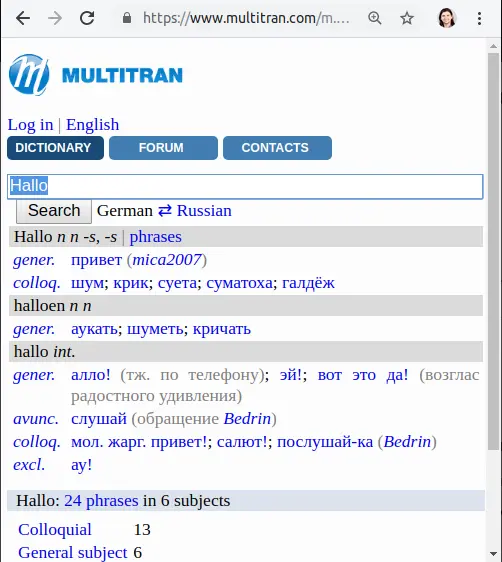 https://www.multitran.com/m....
MULTITRAN
Log in | English
DICTIONARY FORUM CONTACTS
Hallo
Search German ⇄ Russian
Hallo n n -s, -s | phrases
gener. привет (mica2007)
colloq. шум; крик; суета; суматоха; галдёж
halloen n n
gener. аукать; шуметь; кричать
hallo int.
gener. алло! (тж. по телефону); эй!; вот это да! (возглас
радостного удивления)
avunc. слушай (обращение Bedrin)
colloq. мол. жарг. привет!; салют!; послушай-ка (Bedrin)
excl. ау!
Hallo: 24 phrases in 6 subjects
Colloquial 13
General subject 6